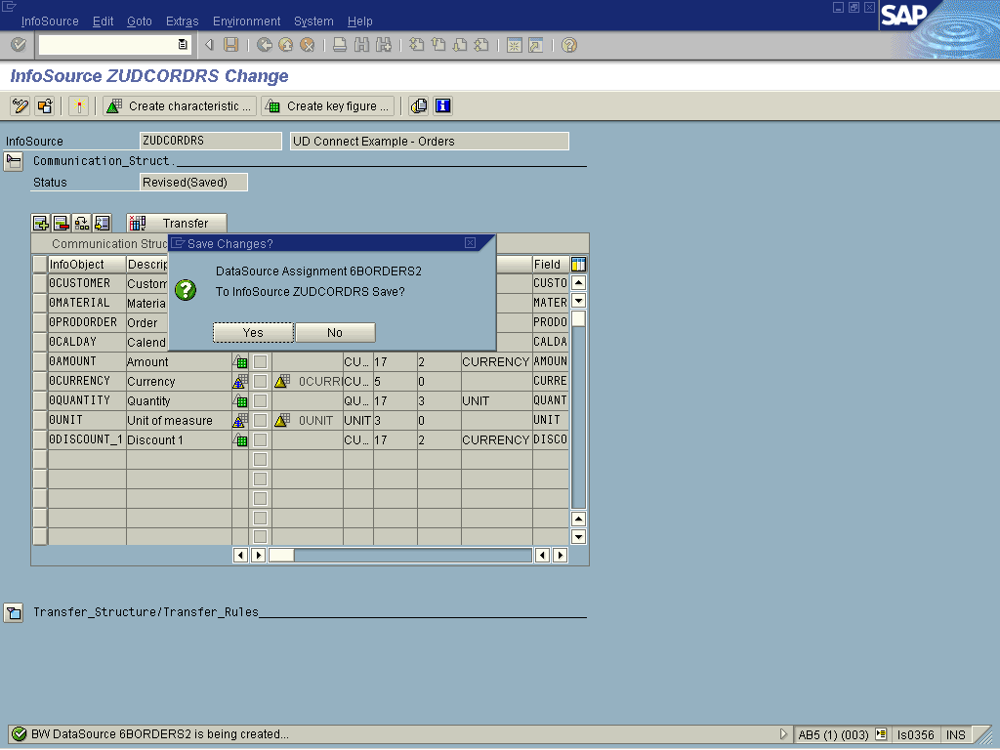 InfoSource Edit Goto Extras Environment System Help
SAP
InfoSource ZUDCORDRS Change
Create characteristic ... Create key figure ...
InfoSource ZUDCORDRS UD Connect Example - Orders
Communication_Struct.
Status Revised(Saved)
Transfer
Communication Struc
Save Changes?
DataSource Assignment 6BORDERS2
To InfoSource ZUDCORDRS Save?
Yes No
InfoObject Descrip Field
0CUSTOMER Custom CUSTO
0MATERIAL Materia MATER
0PRODORDER Order PRODO
0CALDAY Calend CALDA
0AMOUNT Amount CU... 17 2 CURRENCY AMOUN
0CURRENCY Currency 0CURRI CU... 5 0 CURRE
0QUANTITY Quantity QU... 17 3 UNIT QUANT
0UNIT Unit of measure 0UNIT UNIT 3 0 UNIT
0DISCOUNT_1 Discount 1 CU... 17 2 CURRENCY DISCO
Transfer_Structure/Transfer_Rules
BW DataSource 6BORDERS2 is being created... AB5 (1) (003) ls0356 INS